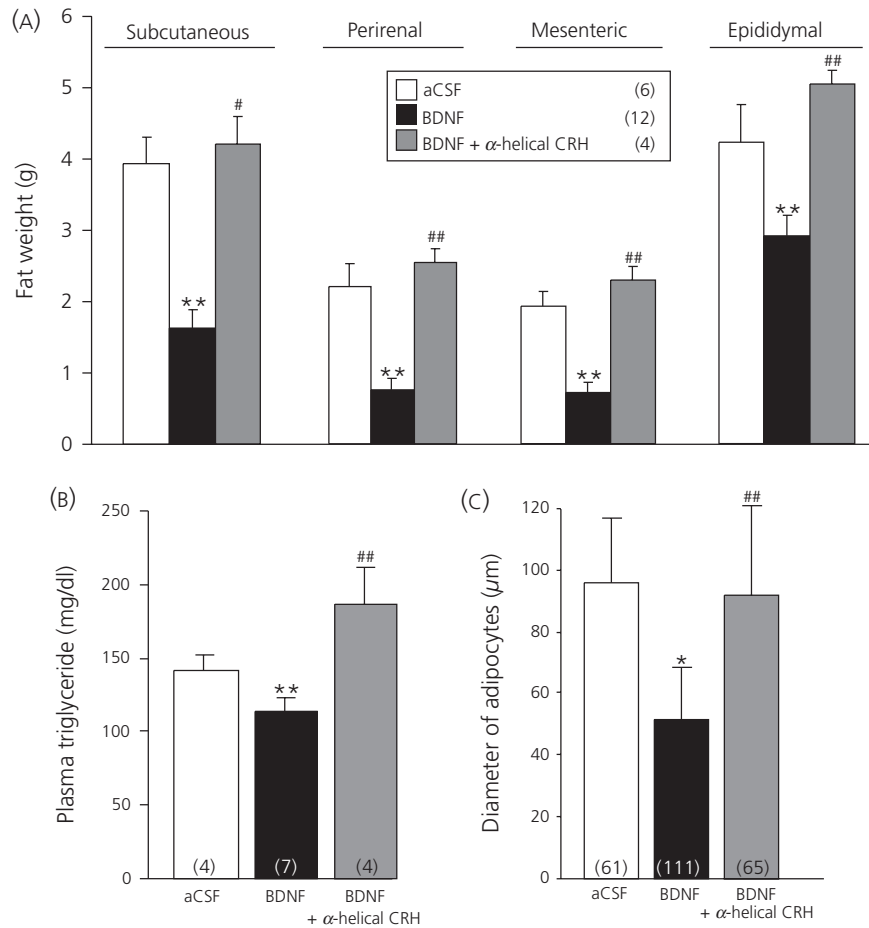 (A)
Subcutaneous Perirenal Mesenteric Epididymal
aCSF (6)
BDNF (12)
BDNF + α-helical CRH (4)
Fat weight (g)
6
5
4
3
2
1
0
# ## ## ##
** ** ** **
(B)
Plasma triglyceride (mg/dl)
250
200
150
100
50
0
**
##
(4) (7) (4)
aCSF BDNF BDNF
+ α-helical CRH
(C)
Diameter of adipocytes (μm)
120
100
80
60
40
20
0
*
##
(61) (111) (65)
aCSF BDNF BDNF
+ α-helical CRH